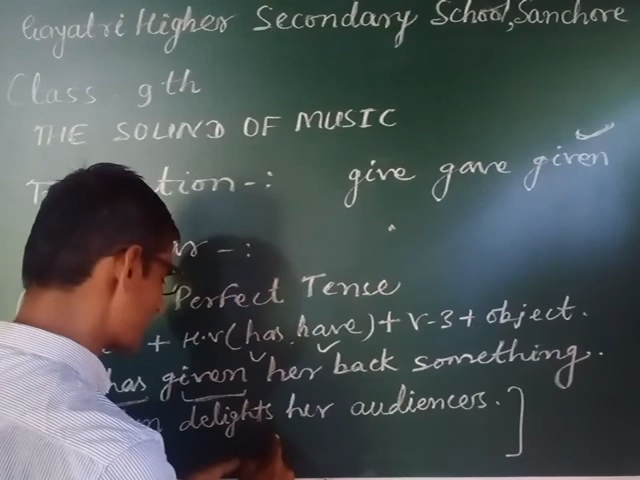 Gayatri Higher Secondary School, Sanchore
Class - 9th
THE SOUND OF MUSIC
tion -: give gave given
-:
Perfect Tense
+ H.V (has, have) + V-3 + object.
has given her back something.
delights her audiences.